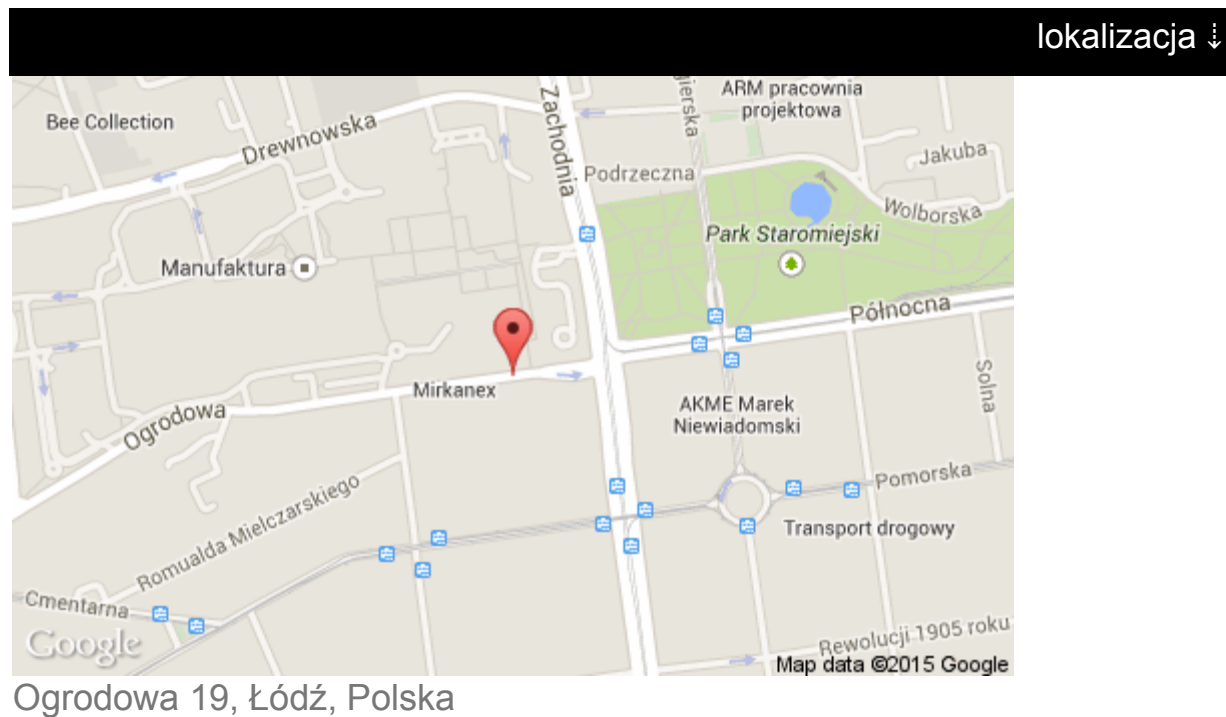 lokalizacja ⇣
ARM pracownia
projektowa
Bee Collection
Drewnowska
Zachodnia
gierska
Podrzeczna
Jakuba
Wolborska
Park Staromiejski
Manufaktura
Północna
Mirkanex
Ogrodowa
AKME Marek
Niewiadomski
Solna
Pomorska
Romualda Mielczarskiego
Transport drogowy
Cmentarna
Google
Rewolucji 1905 roku
Map data ©2015 Google
Ogrodowa 19, Łódź, Polska